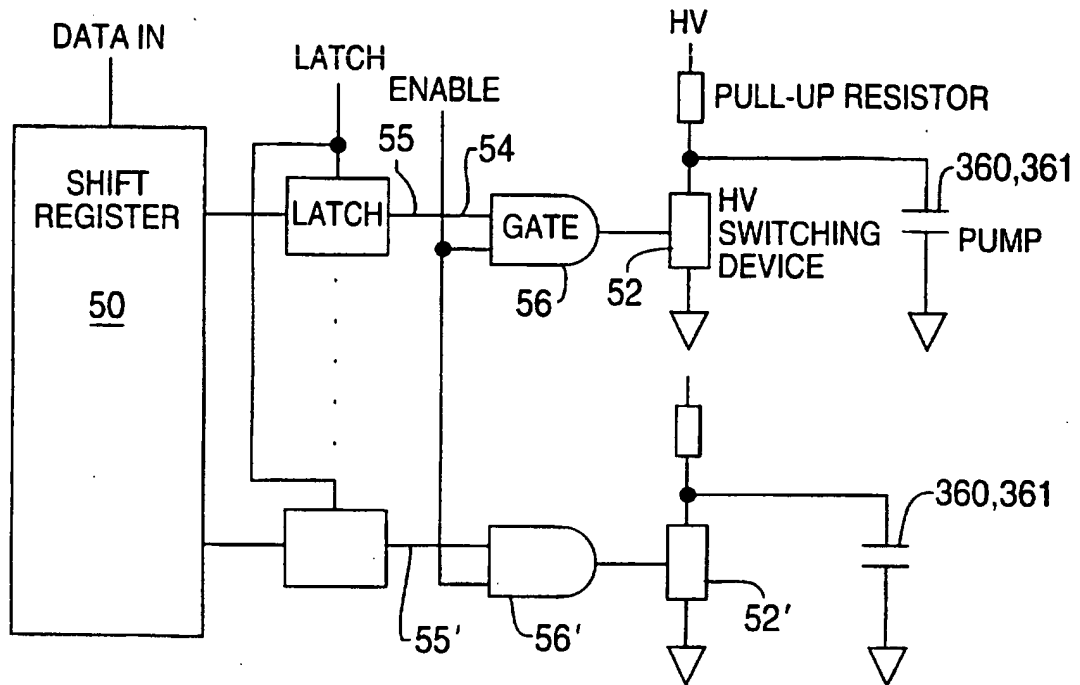 DATA IN
LATCH
ENABLE
HV
PULL-UP RESISTOR
55
54
360,361
SHIFT
REGISTER
LATCH
GATE
HV
SWITCHING
DEVICE
PUMP
50
56
52
360,361
55'
56'
52'